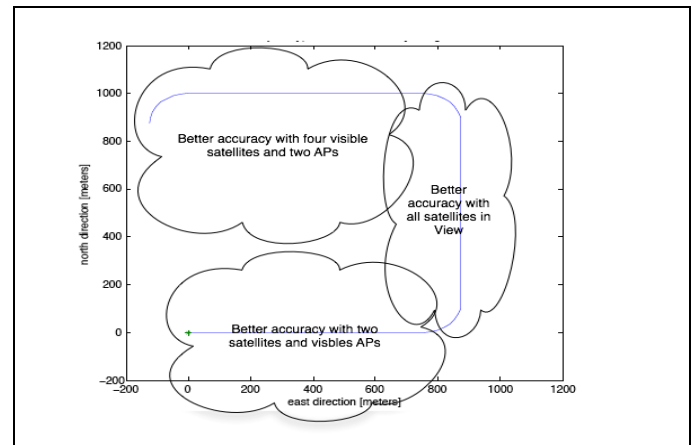 1200
1000
800
600
400
200
0
−200
north direction [meters]
Better accuracy with four visible
satellites and two APs
Better
accuracy with
all satellites in
View
Better accuracy with two
satellites and visbles APs
−200 0 200 400 600 800 1000 1200
east direction [meters]